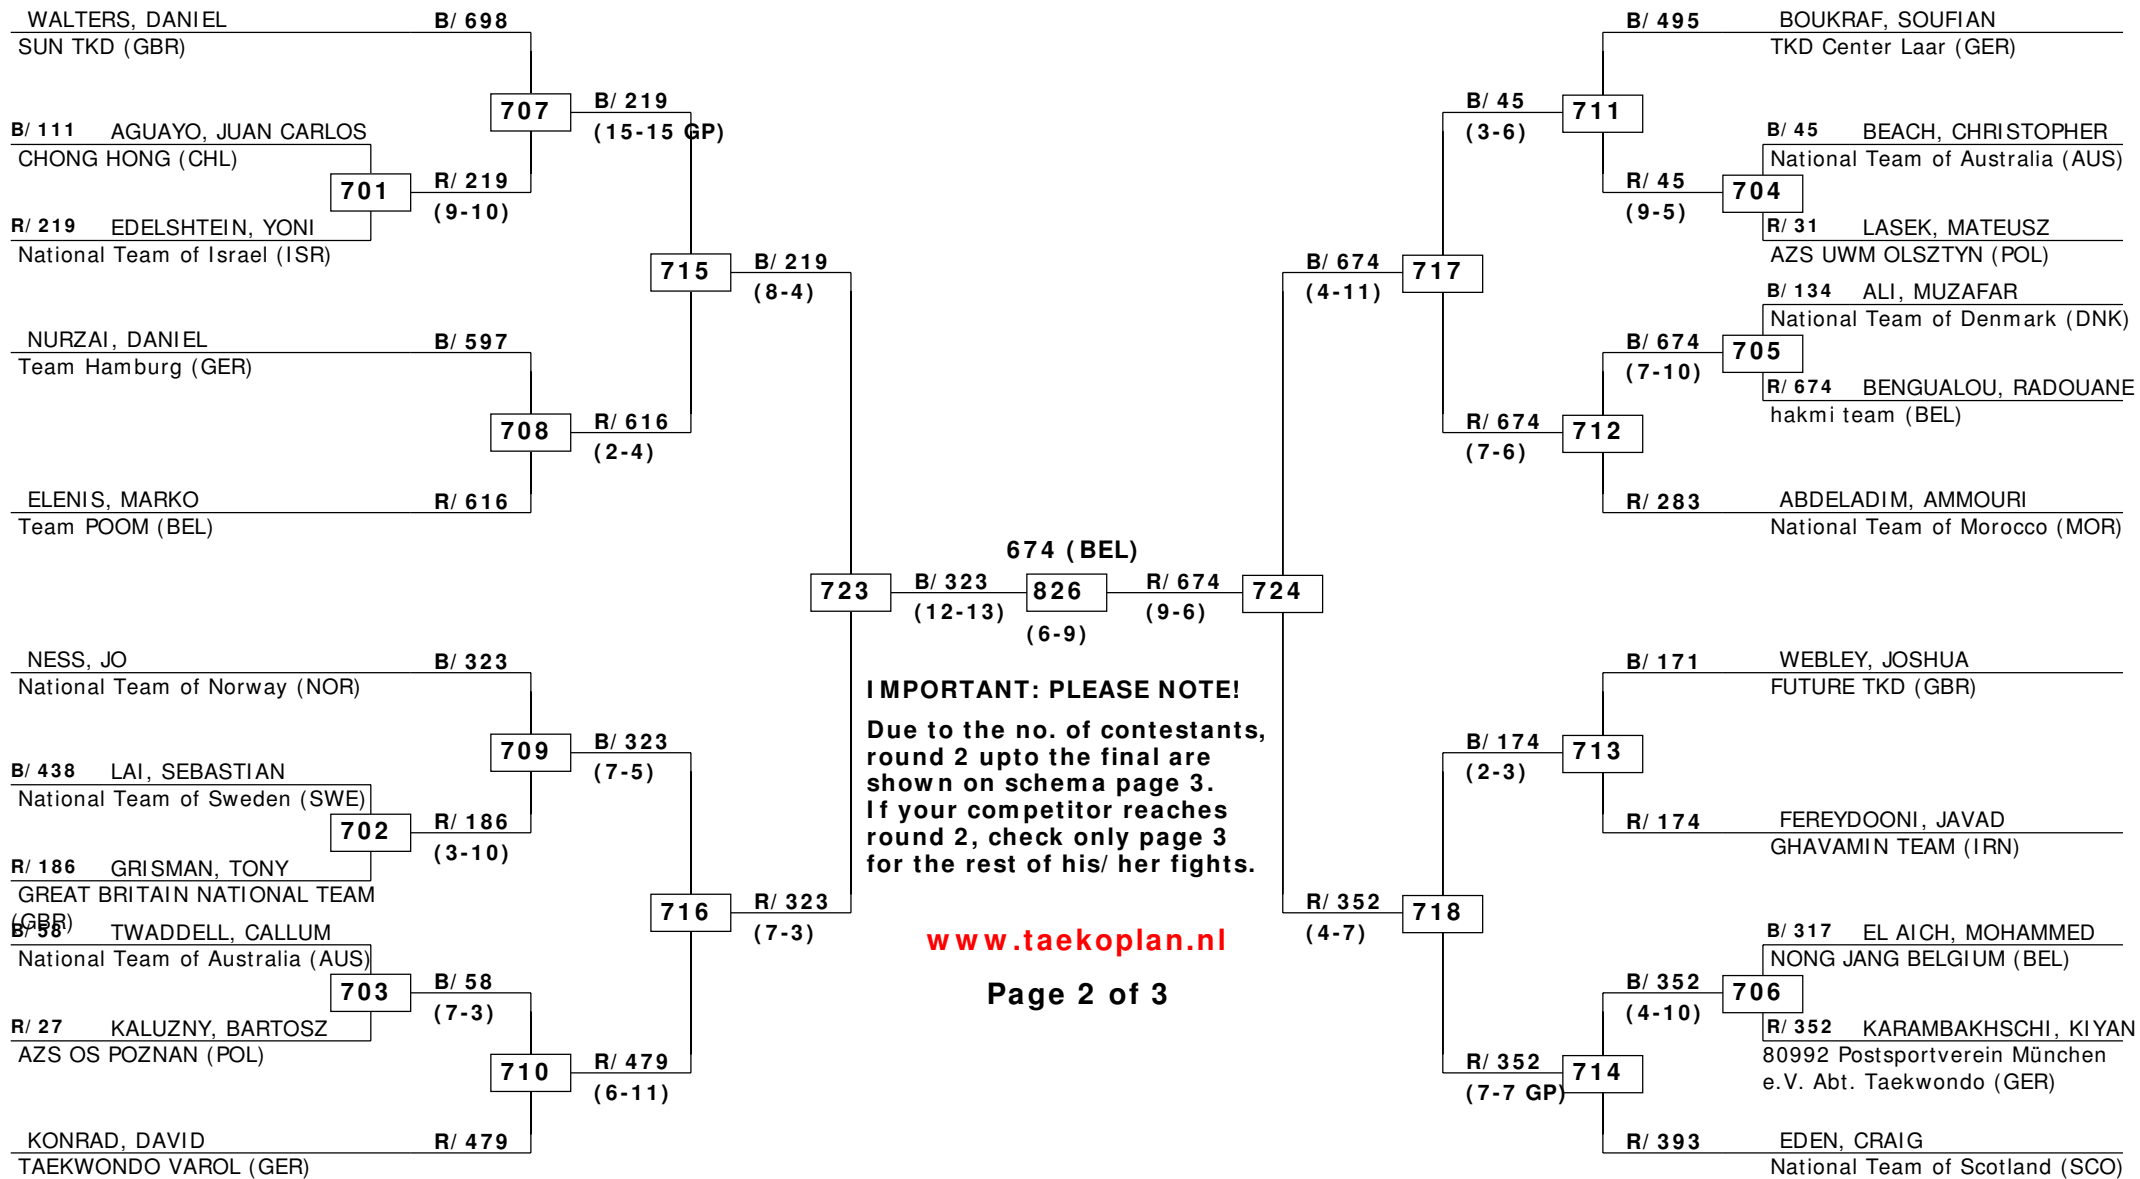 WALTERS, DANIEL B/ 698
SUN TKD (GBR)
707
B/ 219
(15-15 GP)
B/ 111 AGUAYO, JUAN CARLOS
CHONG HONG (CHL)
701
R/ 219
(9-10)
R/ 219 EDELSHTEIN, YONI
National Team of Israel (ISR)
715
B/ 219
(8-4)
NURZAI, DANIEL B/ 597
Team Hamburg (GER)
708
R/ 616
(2-4)
ELENIS, MARKO R/ 616
Team POOM (BEL)
723
B/ 323
(12-13)
NESS, JO B/ 323
National Team of Norway (NOR)
709
B/ 323
(7-5)
B/ 438 LAI, SEBASTIAN
National Team of Sweden (SWE)
702
R/ 186
(3-10)
R/ 186 GRISMAN, TONY
GREAT BRITAIN NATIONAL TEAM
(GBR)
716
R/ 323
(7-3)
B/ 58 TWADDELL, CALLUM
National Team of Australia (AUS)
703
B/ 58
(7-3)
R/ 27 KALUZNY, BARTOSZ
AZS OS POZNAN (POL)
710
R/ 479
(6-11)
KONRAD, DAVID R/ 479
TAEKWONDO VAROL (GER)
674 (BEL)
826
(6-9)
IMPORTANT: PLEASE NOTE!
Due to the no. of contestants,
round 2 upto the final are
shown on schema page 3.
If your competitor reaches
round 2, check only page 3
for the rest of his/ her fights.
www.taekoplan.nl
Page 2 of 3
B/ 495 BOUKRAF, SOUFIAN
TKD Center Laar (GER)
B/ 45
(3-6)
711
B/ 45 BEACH, CHRISTOPHER
National Team of Australia (AUS)
R/ 45
(9-5)
704
R/ 31 LASEK, MATEUSZ
AZS UWM OLSZTYN (POL)
B/ 674
(4-11)
717
B/ 134 ALI, MUZAFAR
National Team of Denmark (DNK)
B/ 674
(7-10)
705
R/ 674 BENGUALOU, RADOUANE
hakmi team (BEL)
R/ 674
(7-6)
712
R/ 283 ABDELADIM, AMMOURI
National Team of Morocco (MOR)
R/ 674
(9-6)
724
B/ 171 WEBLEY, JOSHUA
FUTURE TKD (GBR)
B/ 174
(2-3)
713
R/ 174 FEREYDOONI, JAVAD
GHAVAMIN TEAM (IRN)
R/ 352
(4-7)
718
B/ 317 EL AICH, MOHAMMED
NONG JANG BELGIUM (BEL)
B/ 352
(4-10)
706
R/ 352 KARAMBAKHSCHI, KIYAN
80992 Postsportverein München
e.V. Abt. Taekwondo (GER)
R/ 352
(7-7 GP)
714
R/ 393 EDEN, CRAIG
National Team of Scotland (SCO)